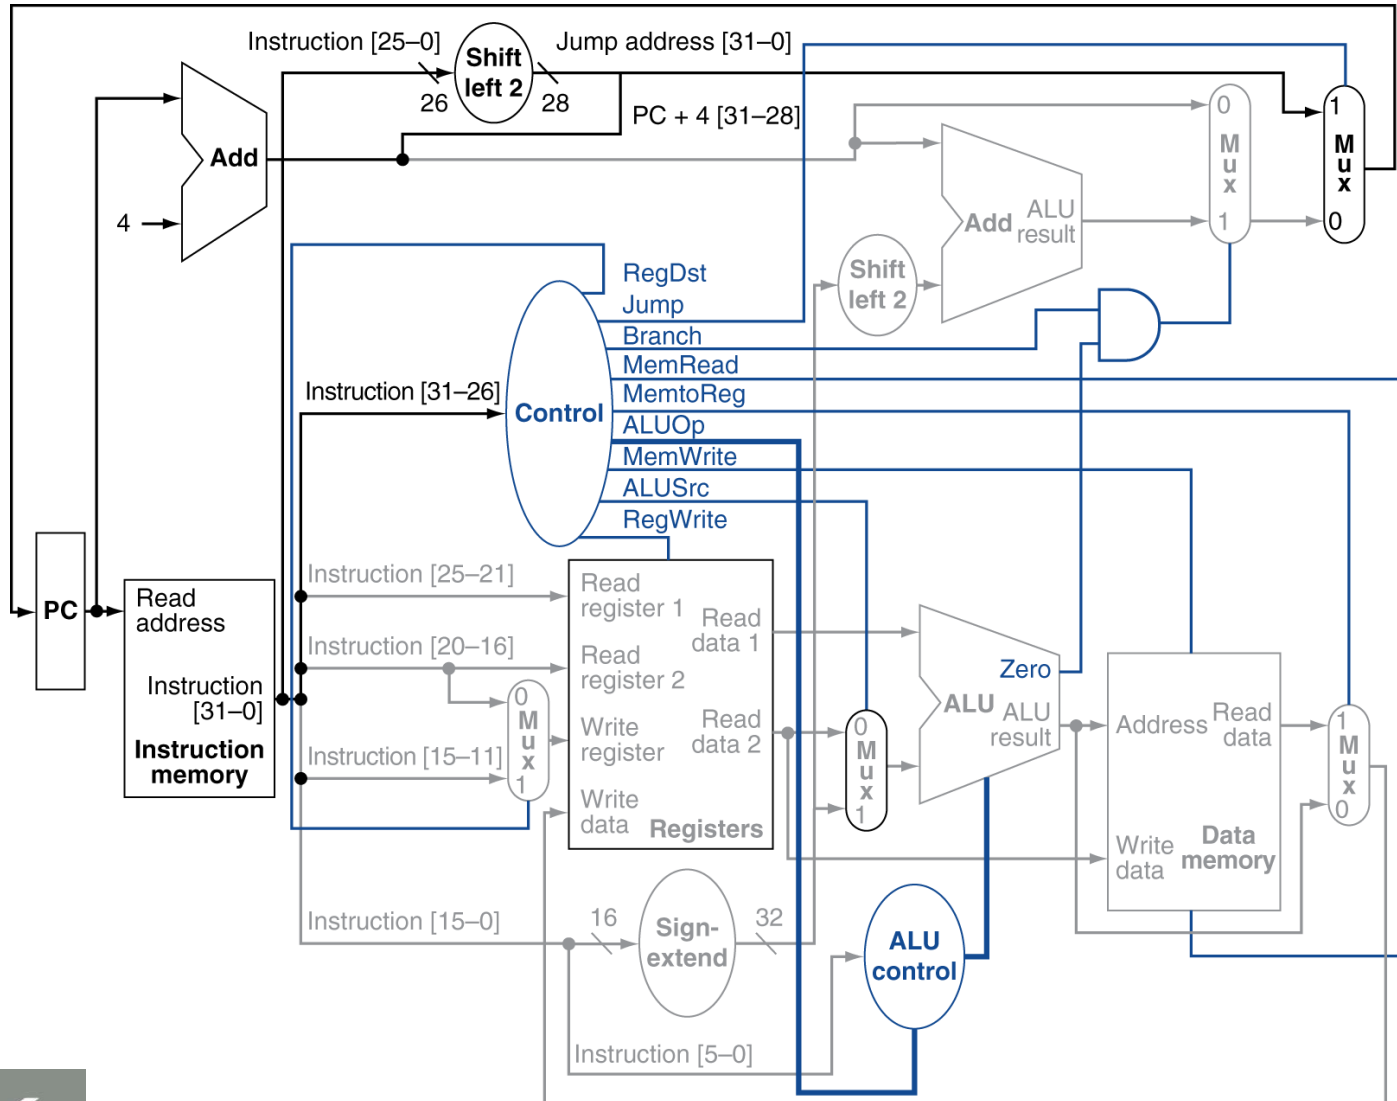 Instruction [25–0]
Shift
left 2
Jump address [31–0]
26
28
PC + 4 [31–28]
Add
4
0
M
u
x
1
1
M
u
x
0
Add
ALU
result
Shift
left 2
RegDst
Jump
Branch
MemRead
MemtoReg
ALUOp
MemWrite
ALUSrc
RegWrite
Instruction [31–26]
Control
PC
Read
address
Instruction
[31–0]
Instruction
memory
Instruction [25–21]
Instruction [20–16]
Instruction [15–11]
0
M
u
x
1
Read
register 1
Read
register 2
Write
register
Write
data
Read
data 1
Read
data 2
Registers
0
M
u
x
1
Zero
ALU
ALU
result
Address
Read
data
Write
data
Data
memory
1
M
u
x
0
Instruction [15–0]
16
Sign-
extend
32
ALU
control
Instruction [5–0]